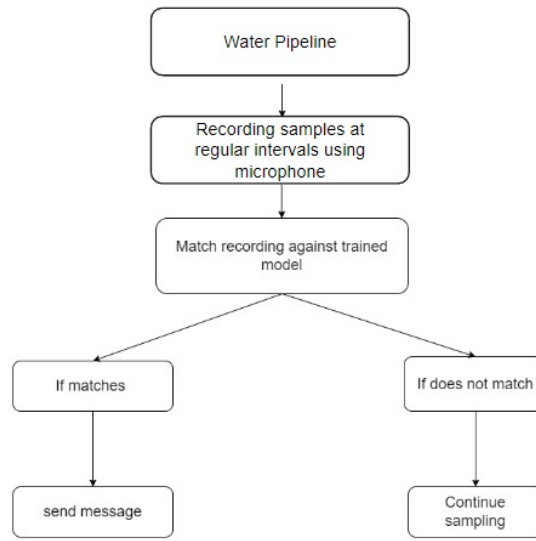 Water Pipeline
Recording samples at
regular intervals using
microphone
Match recording against trained
model
If matches
If does not match
send message
Continue
sampling